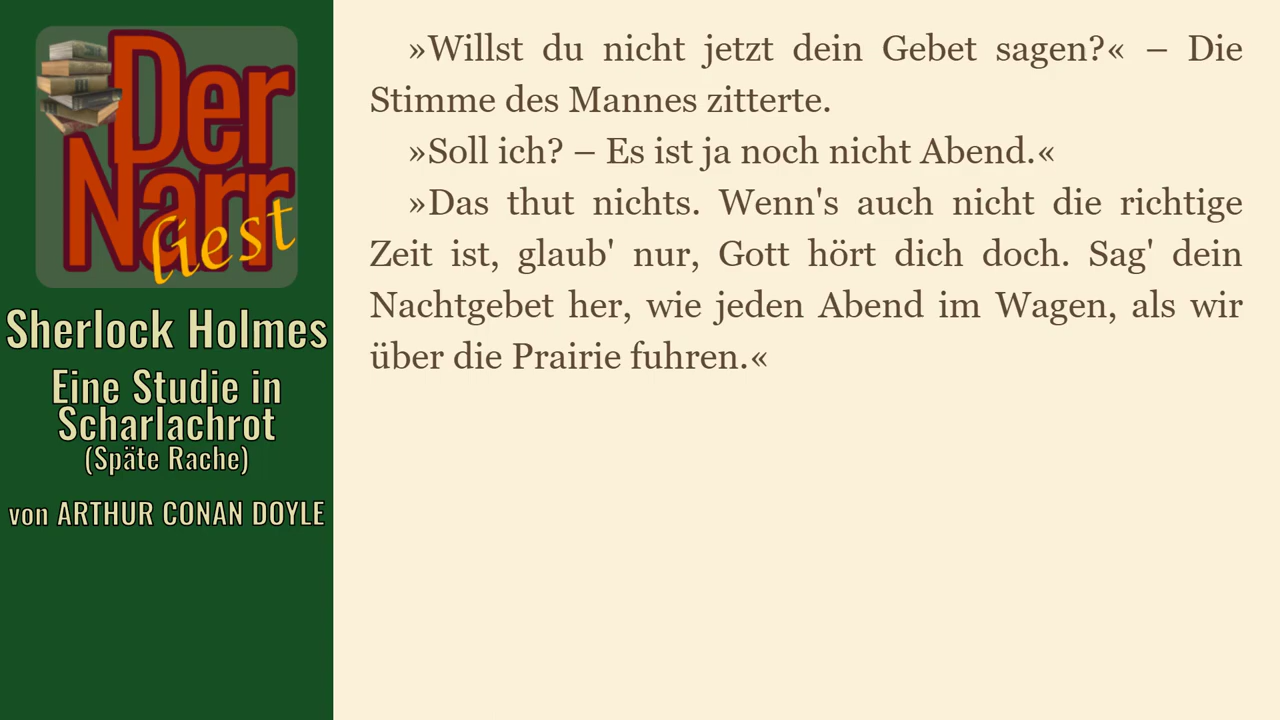 Der
Narr
liest
Sherlock Holmes
Eine Studie in
Scharlachrot
(Späte Rache)
von ARTHUR CONAN DOYLE
»Willst du nicht jetzt dein Gebet sagen?« – Die
Stimme des Mannes zitterte.
»Soll ich? – Es ist ja noch nicht Abend.«
»Das thut nichts. Wenn's auch nicht die richtige
Zeit ist, glaub' nur, Gott hört dich doch. Sag' dein
Nachtgebet her, wie jeden Abend im Wagen, als wir
über die Prairie fuhren.«